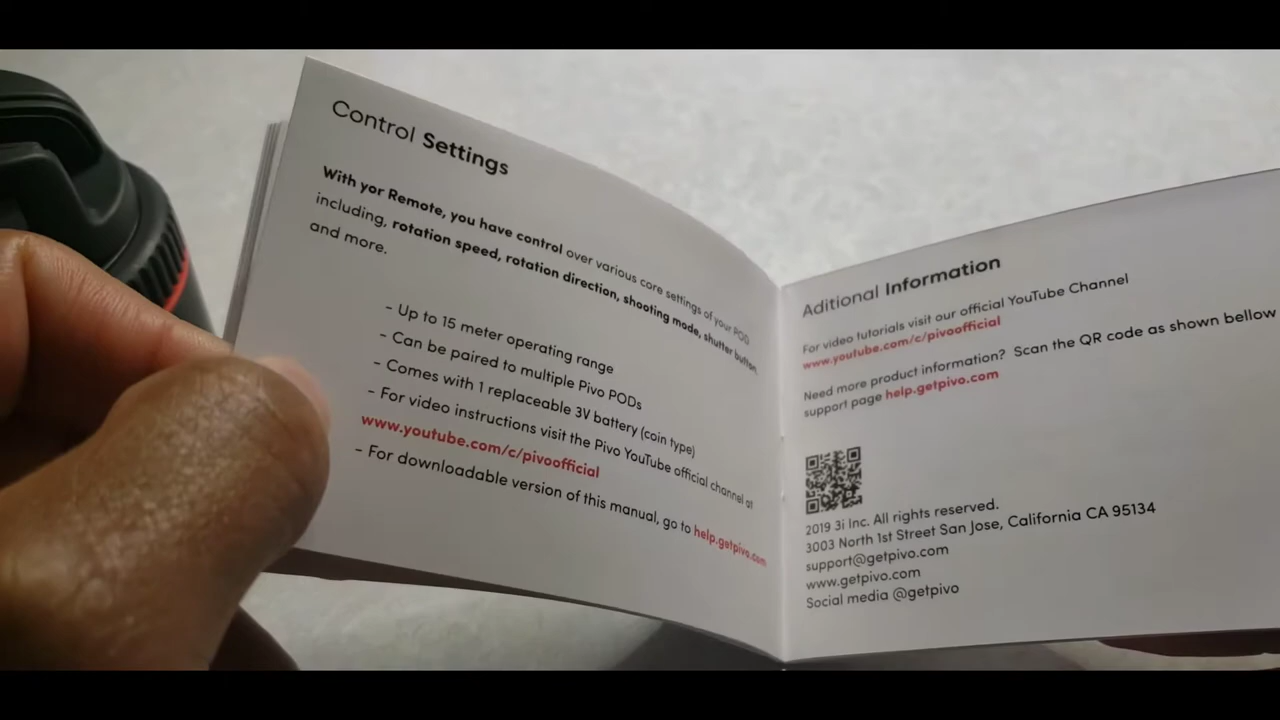 Control Settings
With yor Remote, you have control over various core settings of your POD
including, rotation speed, rotation direction, shooting mode, shutter button,
and more.
- Up to 15 meter operating range
- Can be paired to multiple Pivo PODs
- Comes with 1 replaceable 3V battery (coin type)
- For video instructions visit the Pivo YouTube official channel at
www.youtube.com/c/pivoofficial
- For downloadable version of this manual, go to help.getpivo.com
Aditional Information
For video tutorials visit our official YouTube Channel
www.youtube.com/c/pivoofficial
Need more product information? Scan the QR code as shown bellow
support page help.getpivo.com
2019 3i Inc. All rights reserved.
3003 North 1st Street San Jose, California CA 95134
support@getpivo.com
www.getpivo.com
Social media @getpivo